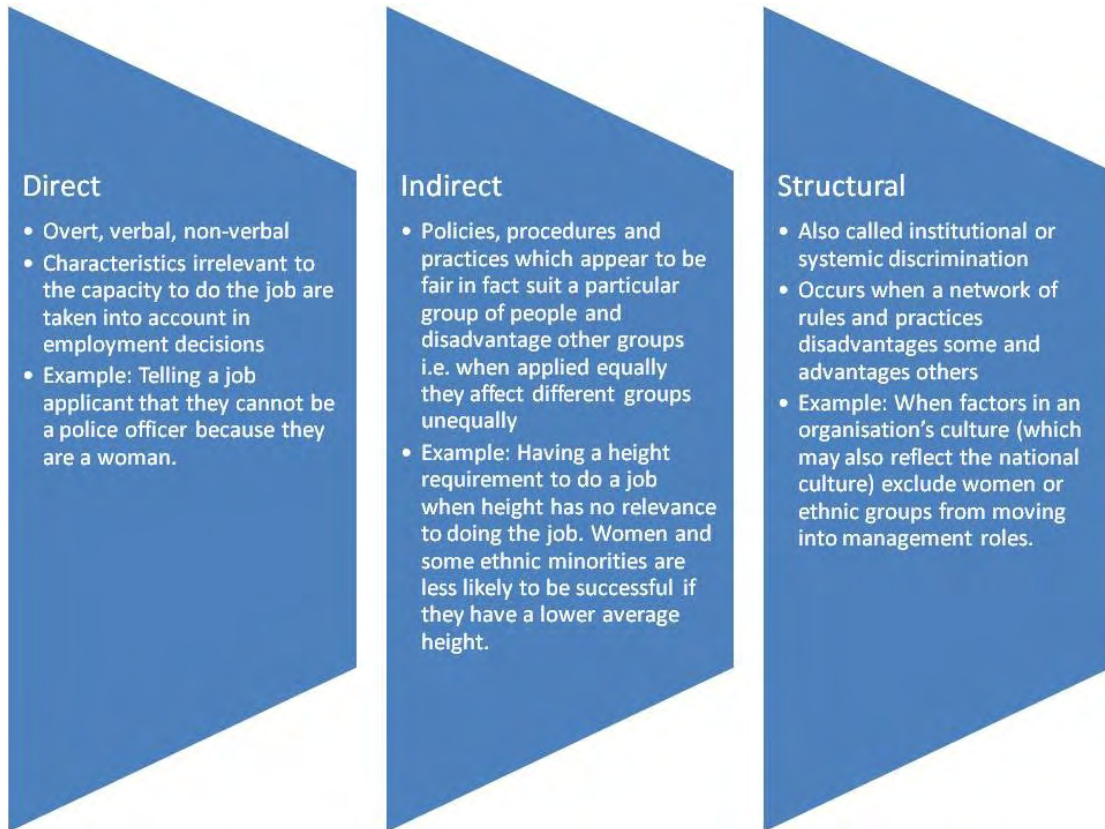 Direct
• Overt, verbal, non-verbal
• Characteristics irrelevant to
the capacity to do the job are
taken into account in
employment decisions
• Example: Telling a job
applicant that they cannot be
a police officer because they
are a woman.
Indirect
• Policies, procedures and
practices which appear to be
fair in fact suit a particular
group of people and
disadvantage other groups
i.e. when applied equally
they affect different groups
unequally
• Example: Having a height
requirement to do a job
when height has no relevance
to doing the job. Women and
some ethnic minorities are
less likely to be successful if
they have a lower average
height.
Structural
• Also called institutional or
systemic discrimination
• Occurs when a network of
rules and practices
disadvantages some and
advantages others
• Example: When factors in an
organisation's culture (which
may also reflect the national
culture) exclude women or
ethnic groups from moving
into management roles.